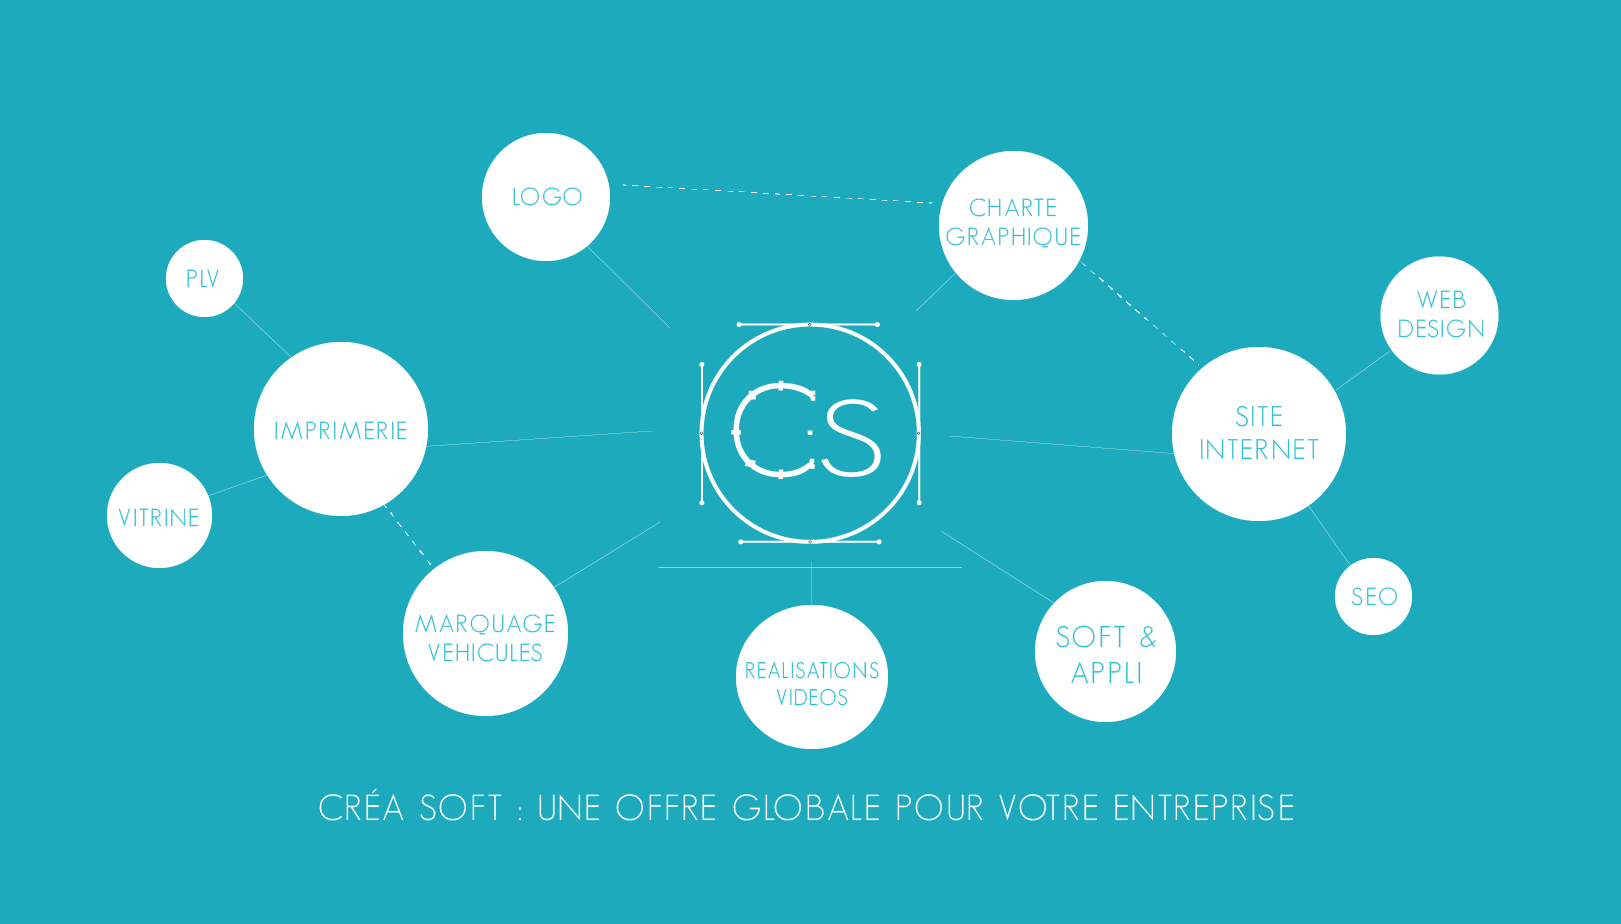 LOGO
CHARTE
GRAPHIQUE
PLV
WEB
DESIGN
IMPRIMERIE
CS
SITE
INTERNET
VITRINE
SEO
MARQUAGE
VEHICULES
SOFT &
APPLI
REALISATIONS
VIDEOS
CRÉA SOFT : UNE OFFRE GLOBALE POUR VOTRE ENTREPRISE